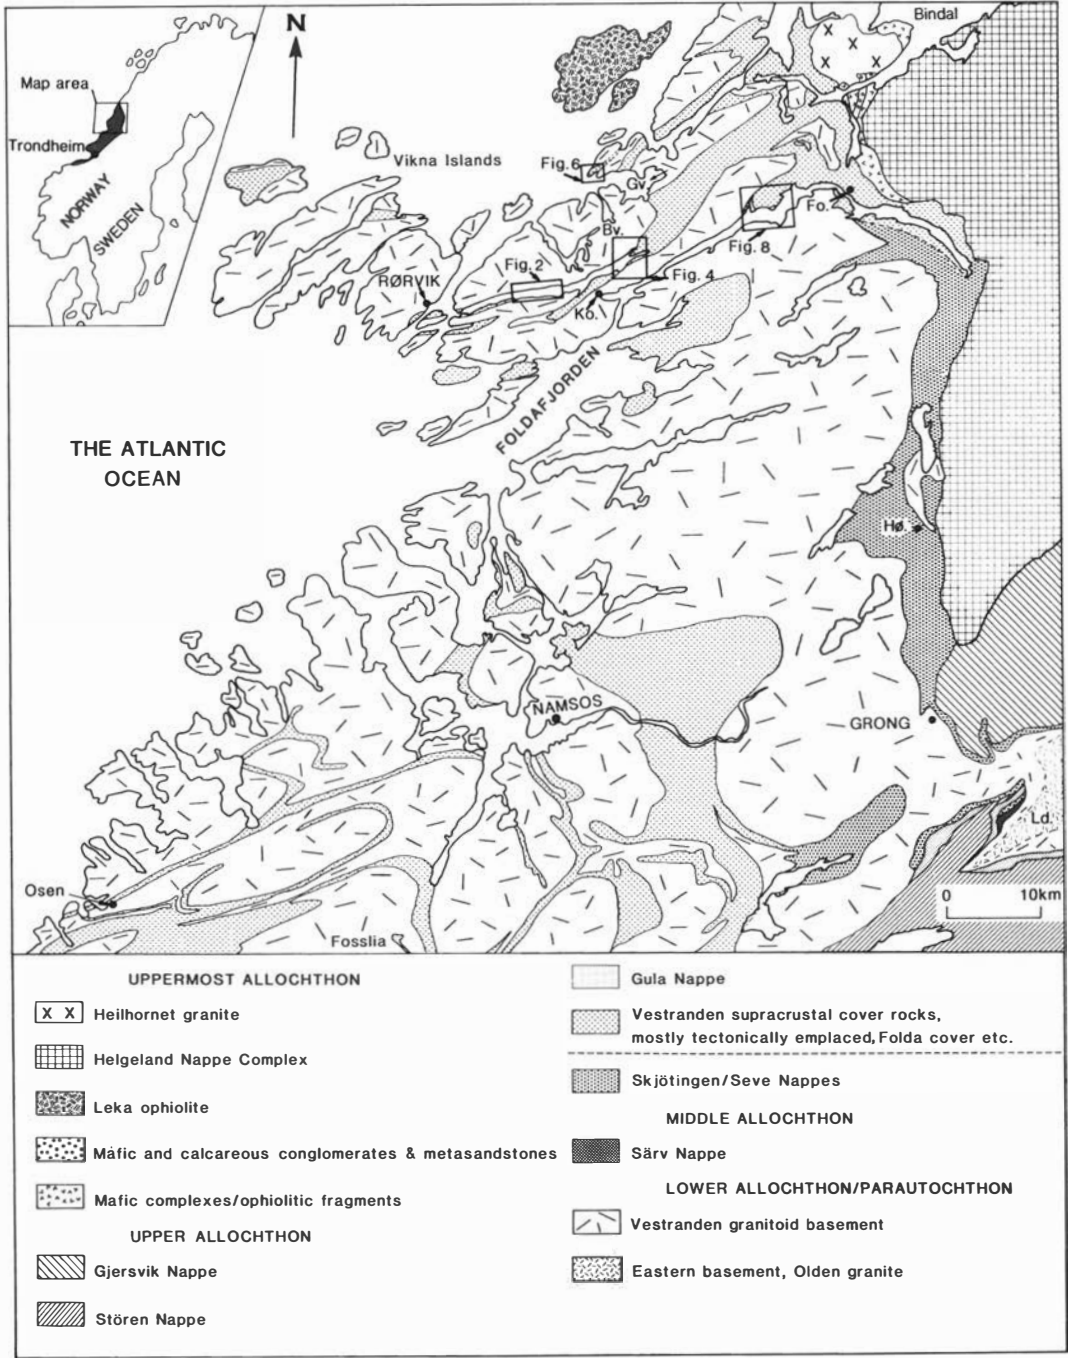 N
Map area
Trondheim
NORWAY
SWEDEN
Bindal
Vikna Islands
Fig. 6
Gv.
Bv.
Fo.
Fig. 8
Fig. 2
Fig. 4
RØRVIK
Ko.
FOLDAFJORDEN
THE ATLANTIC
OCEAN
Hø.
NAMSOS
GRONG
Ld.
Osen
Fosslia
0 10km
UPPERMOST ALLOCHTHON
X X Heilhornet granite
Helgeland Nappe Complex
Leka ophiolite
Máfic and calcareous conglomerates & metasandstones
Mafic complexes/ophiolitic fragments
UPPER ALLOCHTHON
Gjersvik Nappe
Stören Nappe
Gula Nappe
Vestranden supracrustal cover rocks,
mostly tectonically emplaced, Folda cover etc.
Skjötingen/Seve Nappes
MIDDLE ALLOCHTHON
Särv Nappe
LOWER ALLOCHTHON/PARAUTOCHTHON
Vestranden granitoid basement
Eastern basement, Olden granite